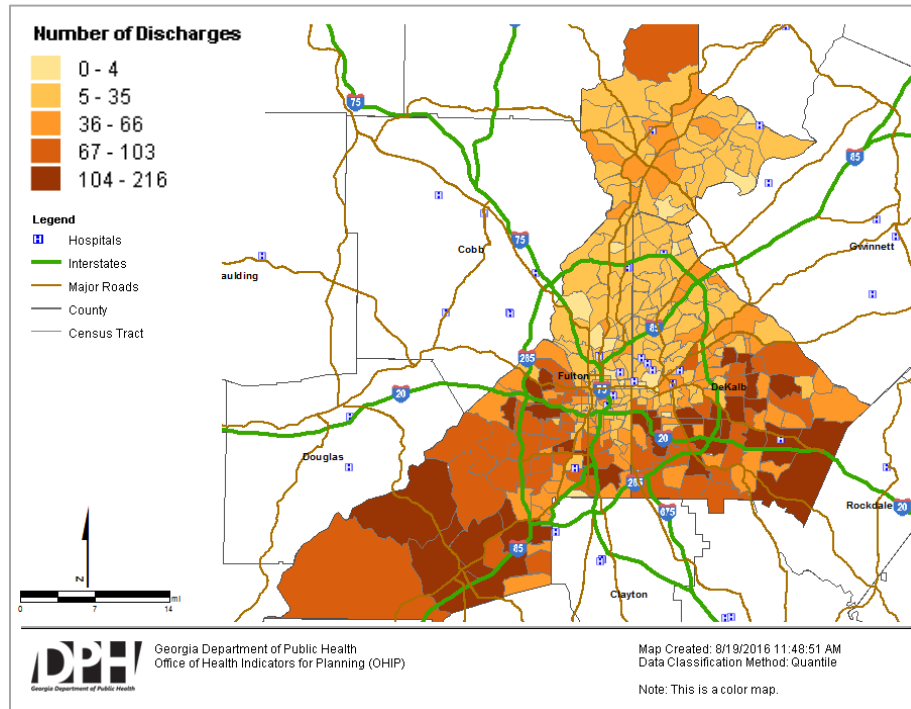 Number of Discharges
0 - 4
5 - 35
36 - 66
67 - 103
104 - 216
Legend
H Hospitals
Interstates
Major Roads
County
Census Tract
75
85
75
Cobb
Gwinnett
aulding
85
285
Fulton
75
DeKalb
20
20
Douglas
285
675
Rockdale
20
85
Clayton
N
0 7 14
mi
DPH
Georgia Department of Public Health
Georgia Department of Public Health
Office of Health Indicators for Planning (OHIP)
Map Created: 8/19/2016 11:48:51 AM
Data Classification Method: Quantile
Note: This is a color map.